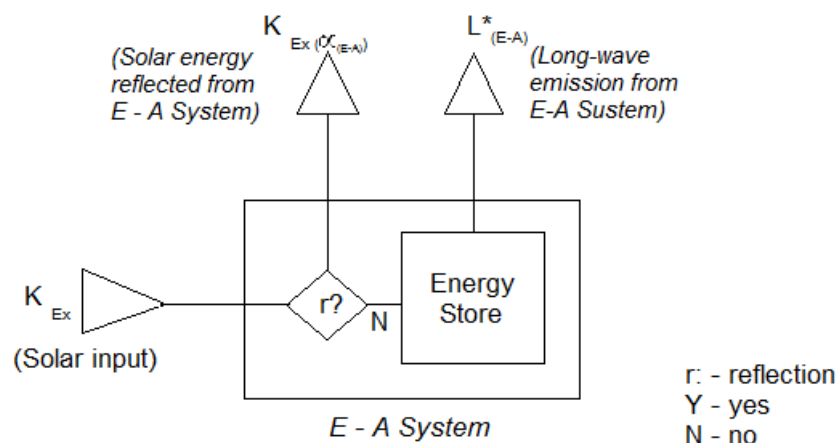 K Ex (∝(E-A))
(Solar energy
reflected from
E - A System)
L*(E-A)
(Long-wave
emission from
E-A Sustem)
K Ex
(Solar input)
r?
N
Energy
Store
E - A System
r: - reflection
Y - yes
N - no